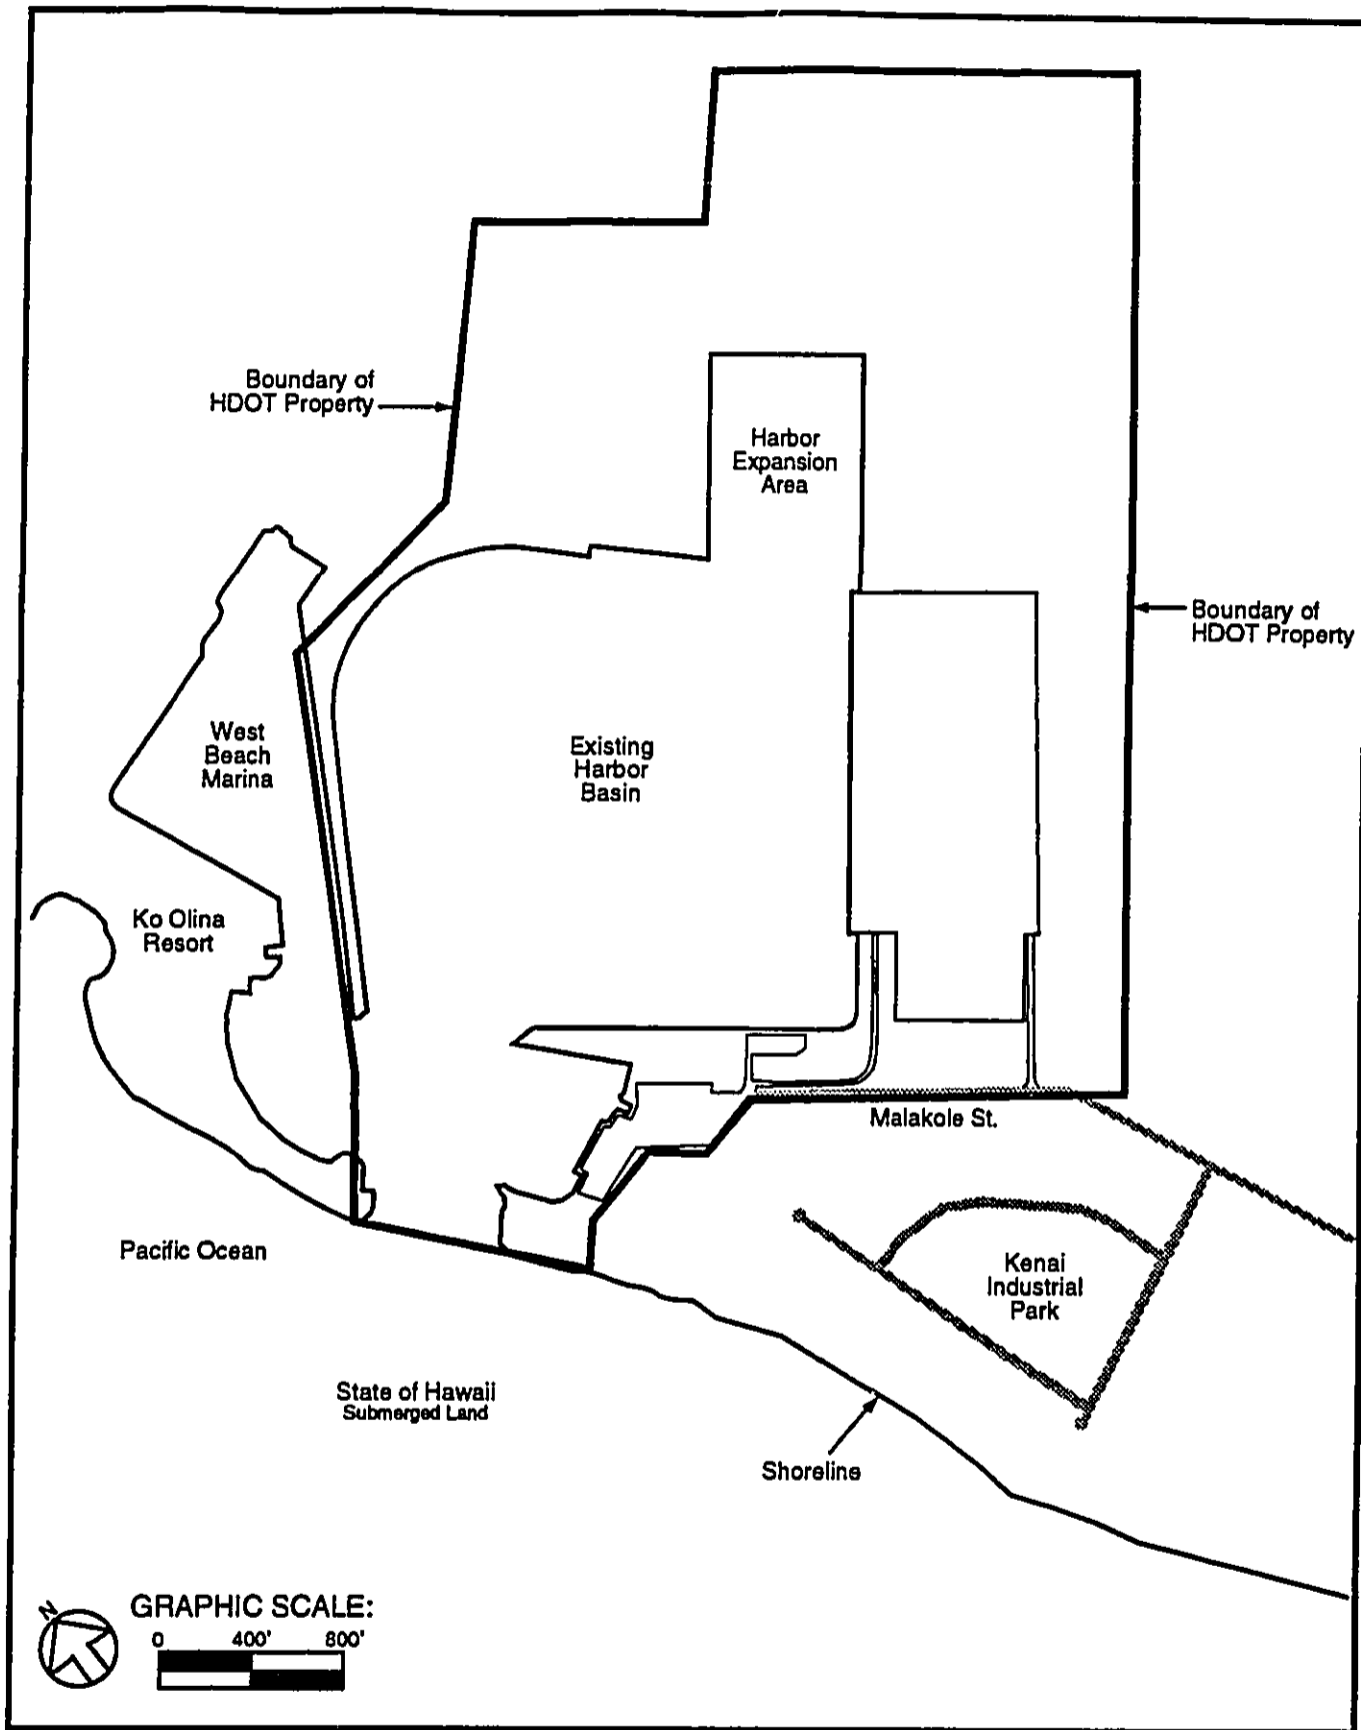 Boundary of
HDOT Property
Harbor
Expansion
Area
Boundary of
HDOT Property
West
Beach
Marina
Existing
Harbor
Basin
Ko Olina
Resort
Malakole St.
Pacific Ocean
Kenai
Industrial
Park
State of Hawaii
Submerged Land
Shoreline
N
GRAPHIC SCALE:
0 400' 800'